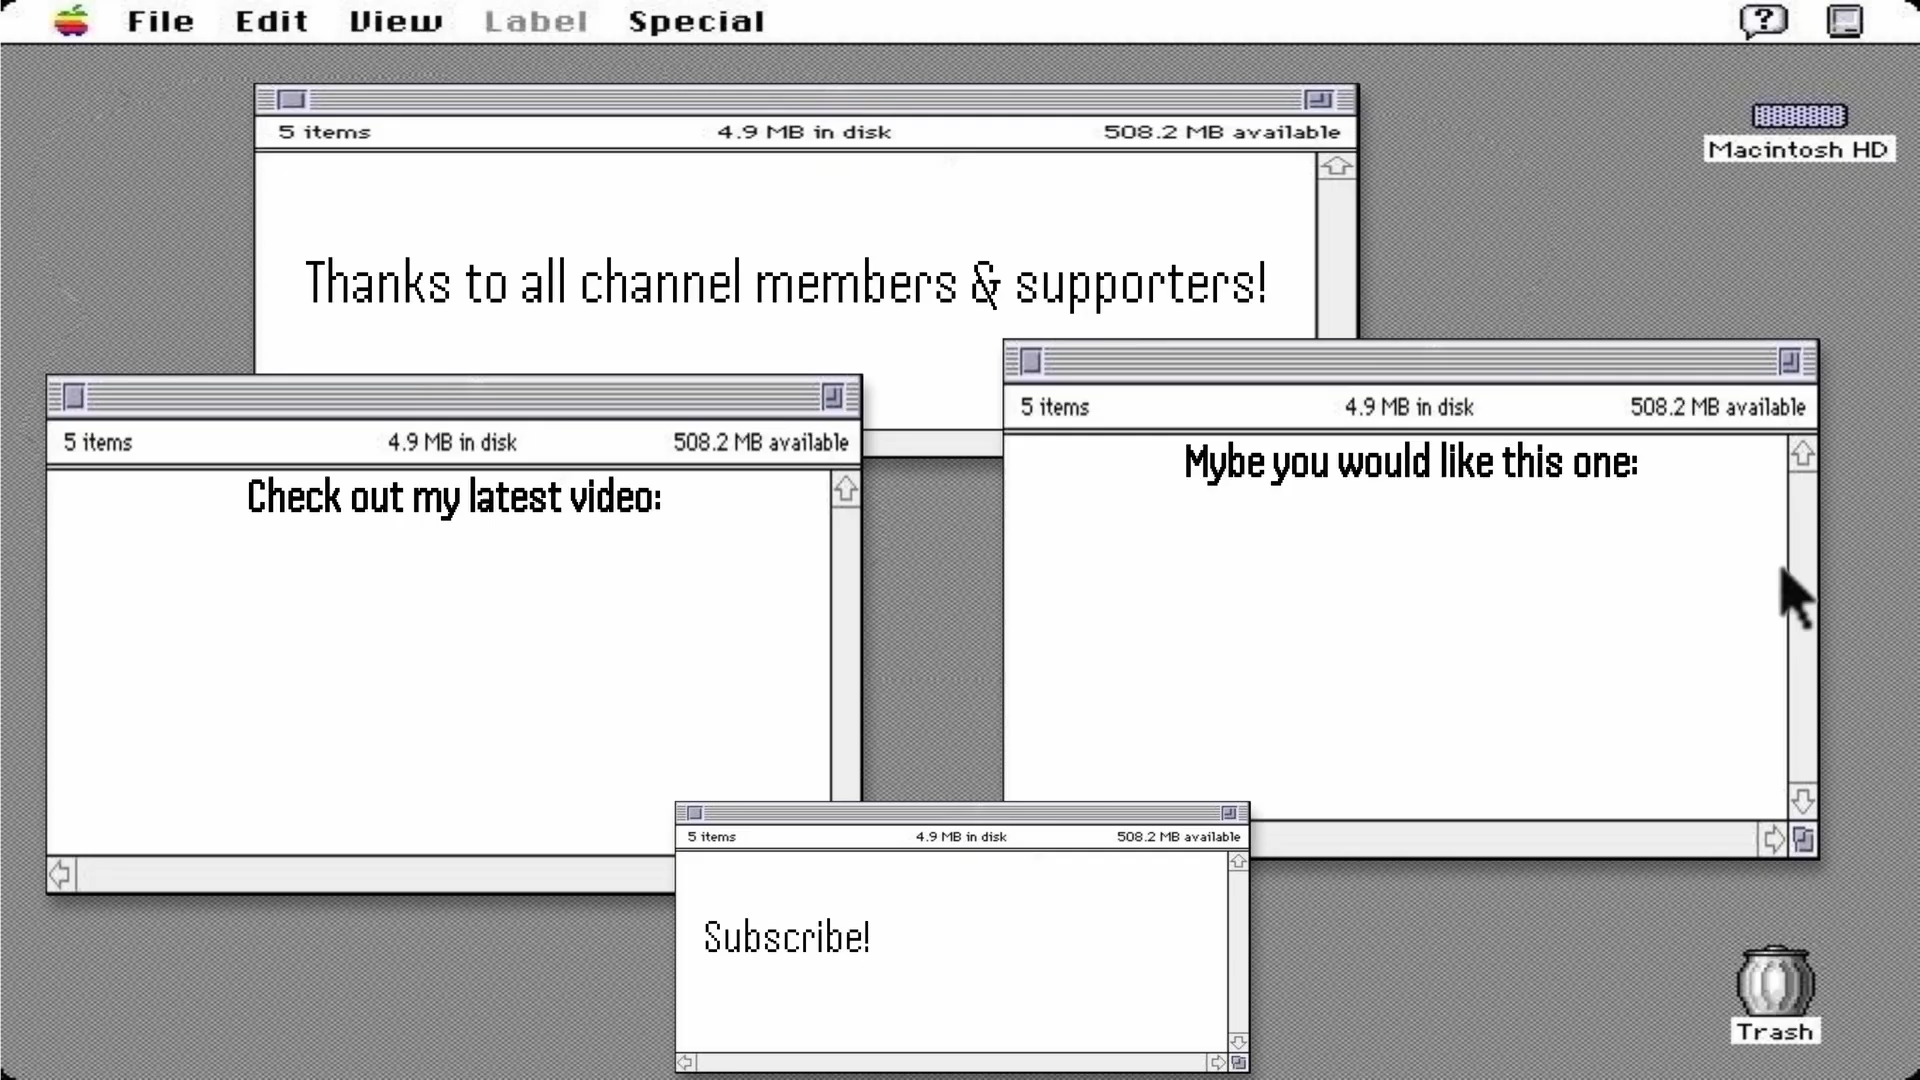 File Edit View Label Special
5 items 4.9 MB in disk 508.2 MB available
Macintosh HD
Thanks to all channel members & supporters!
5 items 4.9 MB in disk 508.2 MB available
Mybe you would like this one:
5 items 4.9 MB in disk 508.2 MB available
Check out my latest video:
5 items 4.9 MB in disk 508.2 MB available
Subscribe!
Trash